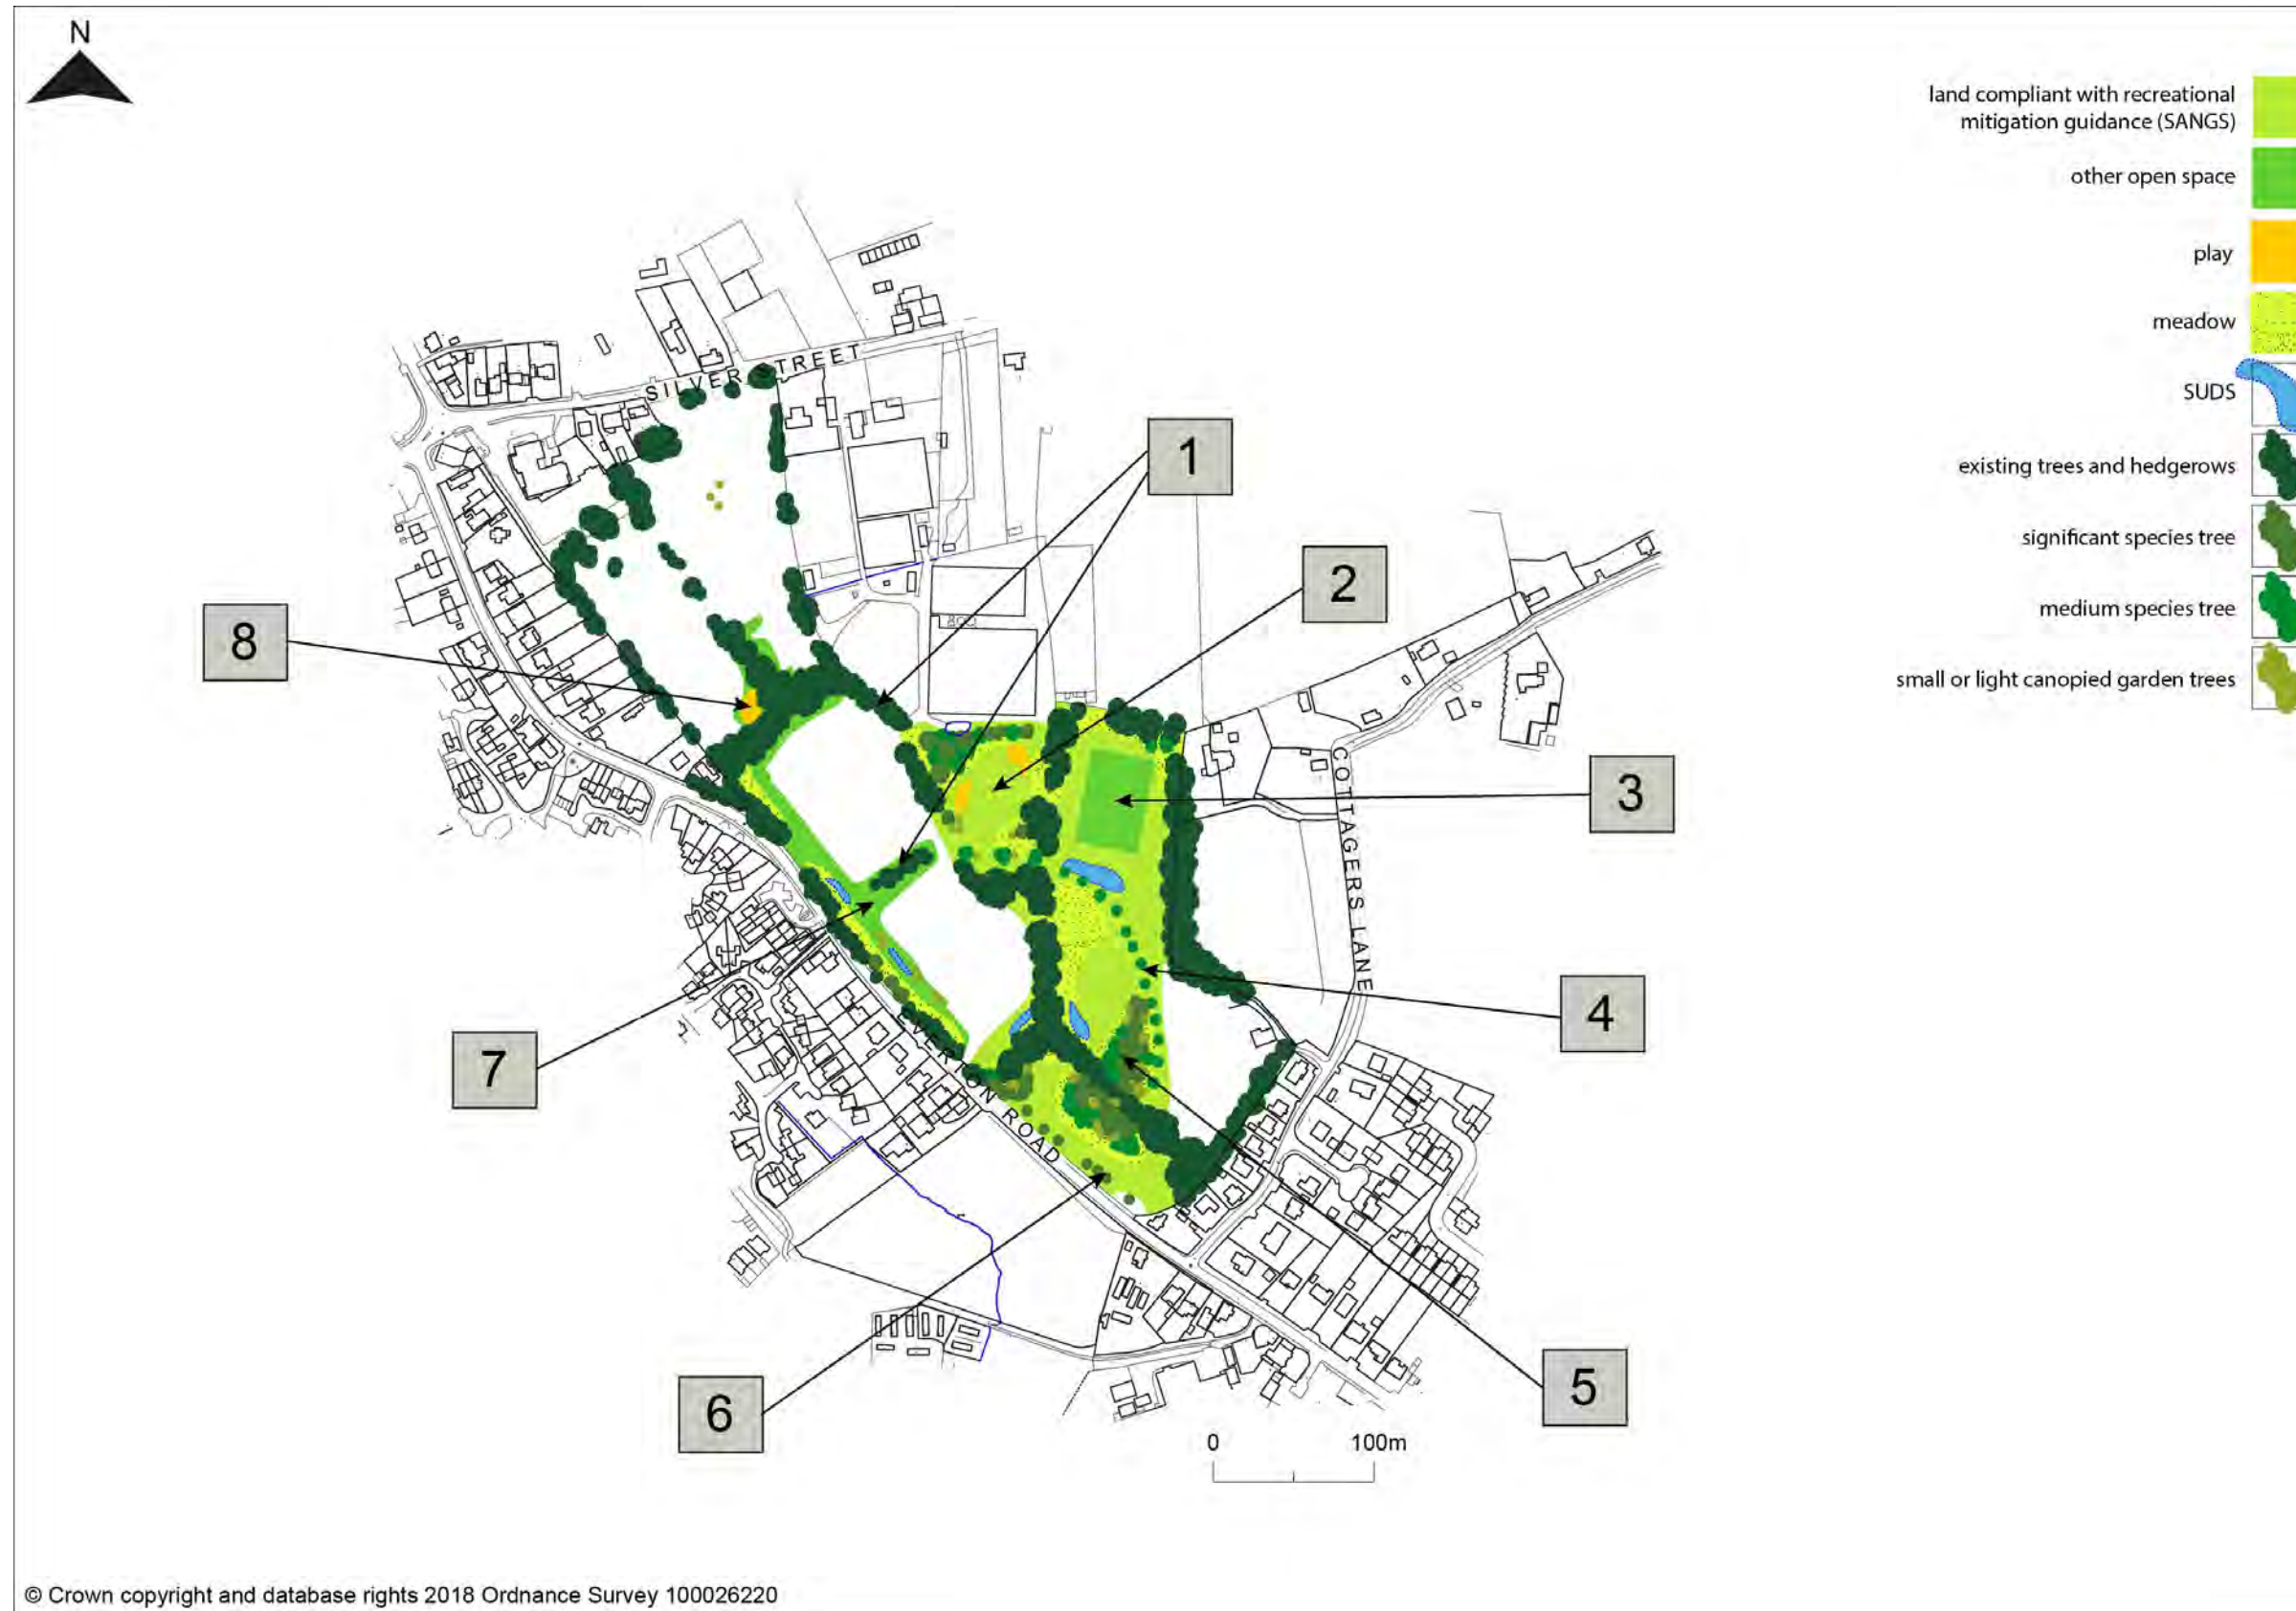 N
land compliant with recreational
mitigation guidance (SANGS)
other open space
play
meadow
SUDS
existing trees and hedgerows
significant species tree
medium species tree
small or light canopied garden trees
SILVER STREET
1
2
8
3
COTTAGERS LANE
4
7
ROAD
5
6
0 100m
© Crown copyright and database rights 2018 Ordnance Survey 100026220